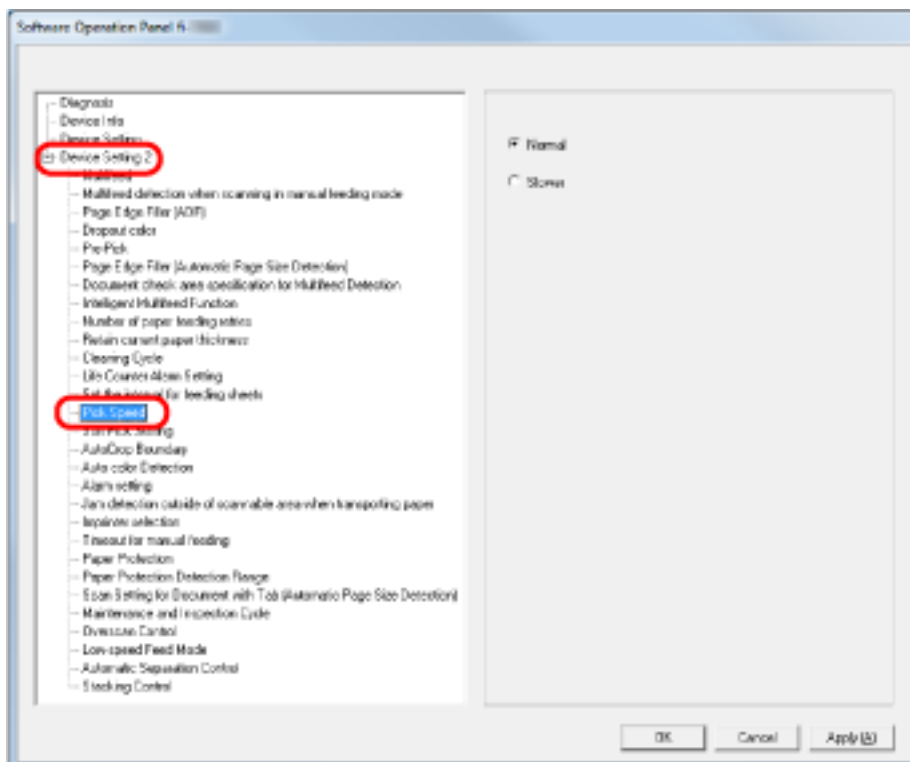 Software Operation Panel fi-
Diagnosis
Device Info
Device Setting
Device Setting 2
Multifeed
Multifeed detection when scanning in manual feeding mode
Page Edge Filler (ADF)
Dropout color
Pre-Pick
Page Edge Filler (Automatic Page Size Detection)
Document check area specification for Multifeed Detection
Intelligent Multifeed Function
Number of paper feeding retries
Retain current paper thickness
Cleaning Cycle
Life Counter Alarm Setting
Set the interval for feeding sheets
Pick Speed
Pick Setting
AutoCrop Boundary
Auto color Detection
Alarm setting
Jam detection outside of scannable area when transporting paper
Imprinter selection
Timeout for manual feeding
Paper Protection
Paper Protection Detection Range
Scan Setting for Document with Tab (Automatic Page Size Detection)
Maintenance and Inspection Cycle
Overscan Control
Low-speed Feed Mode
Automatic Separation Control
Stacking Control
Normal
Slower
OK
Cancel
Apply (A)